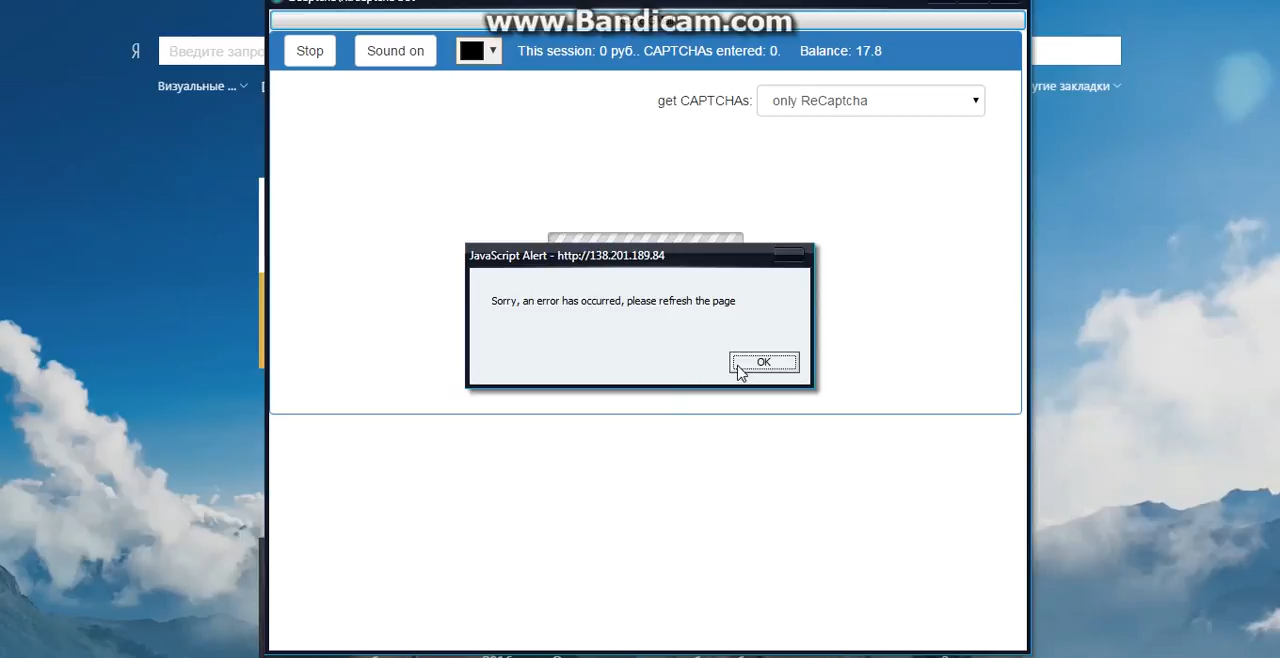 www.Bandicam.com
Stop
Sound on
This session: 0 руб.. CAPTCHAs entered: 0.
Balance: 17.8
Я
Введите запро
Визуальные ...
ругие закладки
get CAPTCHAs:
only ReCaptcha
JavaScript Alert - http://138.201.189.84
Sorry, an error has occurred, please refresh the page
OK